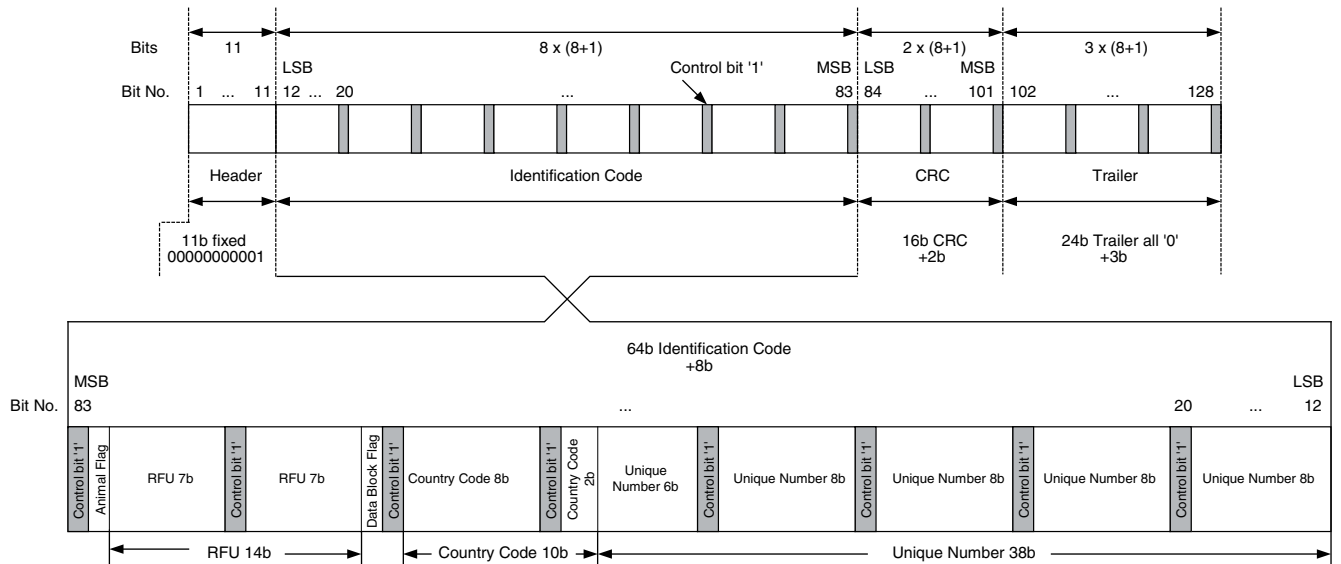 Bits 11 8 x (8+1) 2 x (8+1) 3 x (8+1)
LSB Control bit '1' MSB LSB MSB
Bit No. 1 ... 11 12 ... 20 ... 83 84 ... 101 102 ... 128
Header Identification Code CRC Trailer
11b fixed
00000000001
16b CRC
+2b
24b Trailer all '0'
+3b
64b Identification Code
+8b
MSB LSB
Bit No. 83 ... 20 ... 12
Control bit '1'
Animal Flag
RFU 7b
Control bit '1'
RFU 7b
Data Block Flag
Control bit '1'
Country Code 8b
Control bit '1'
Country Code
2b
Unique
Number 6b
Control bit '1'
Unique Number 8b
Control bit '1'
Unique Number 8b
Control bit '1'
Unique Number 8b
Control bit '1'
Unique Number 8b
RFU 14b Country Code 10b Unique Number 38b